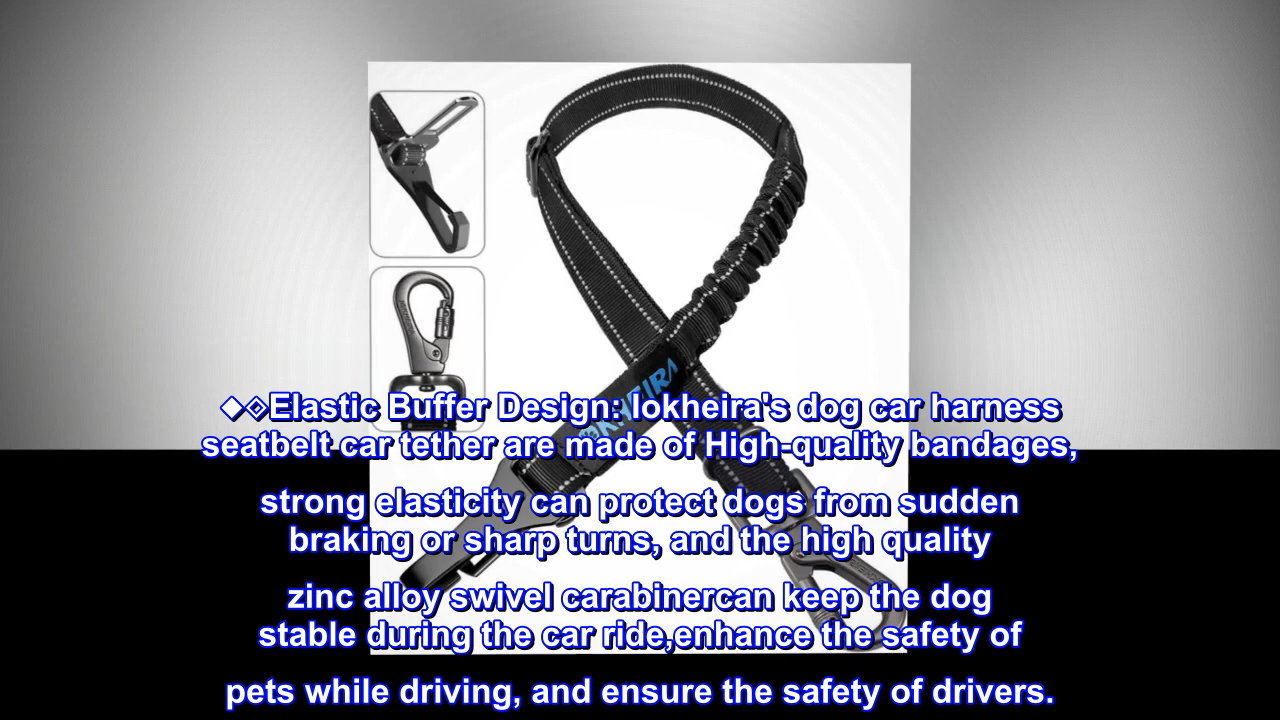 ◆◇Elastic Buffer Design: lokheira's dog car harness
seatbelt car tether are made of High-quality bandages,
strong elasticity can protect dogs from sudden
braking or sharp turns, and the high quality
zinc alloy swivel carabinercan keep the dog
stable during the car ride,enhance the safety of
pets while driving, and ensure the safety of drivers.